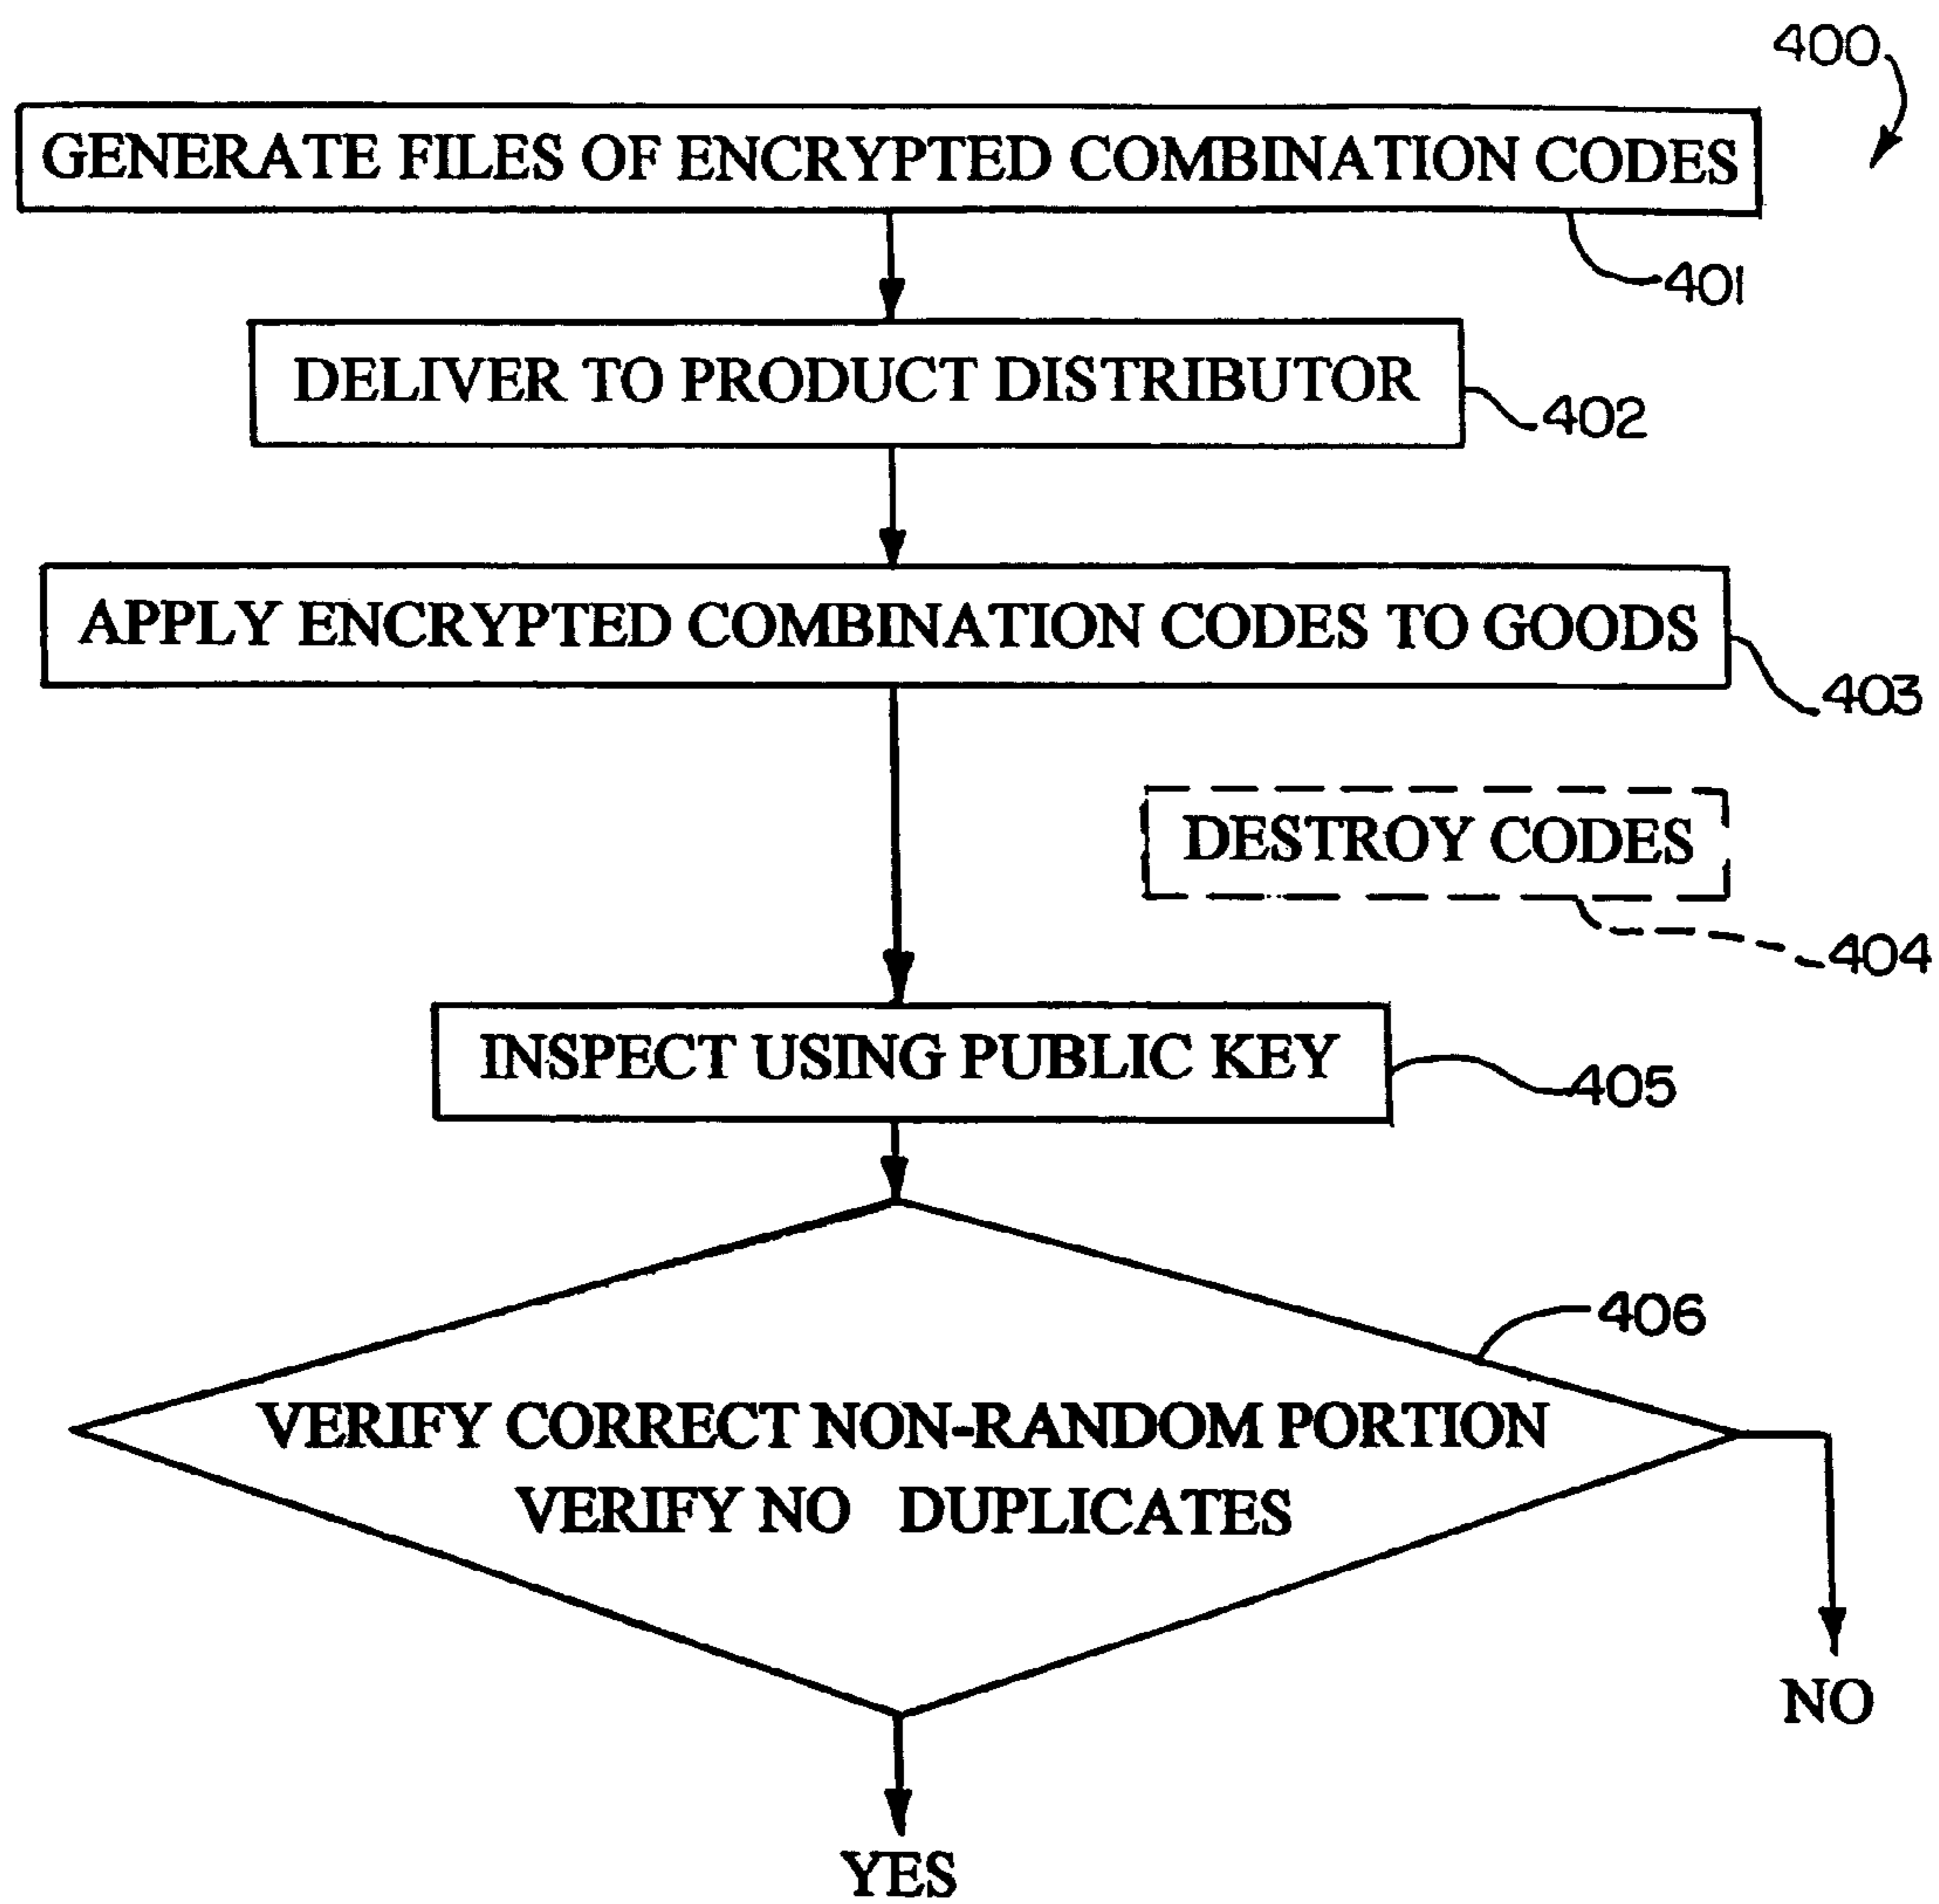 400
GENERATE FILES OF ENCRYPTED COMBINATION CODES
401
DELIVER TO PRODUCT DISTRIBUTOR
402
APPLY ENCRYPTED COMBINATION CODES TO GOODS
403
DESTROY CODES
404
INSPECT USING PUBLIC KEY
405
406
VERIFY CORRECT NON-RANDOM PORTION
VERIFY NO DUPLICATES
NO
YES